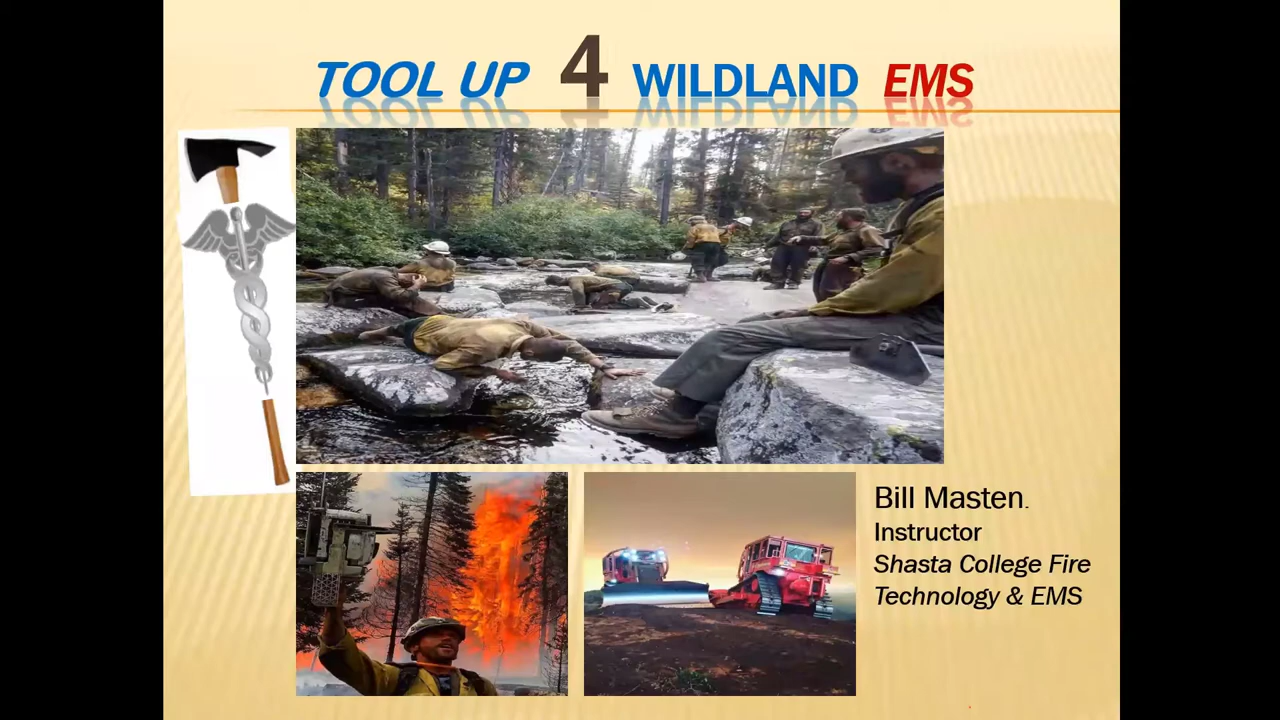 TOOL UP 4 WILDLAND EMS
Bill Masten.
Instructor
Shasta College Fire
Technology & EMS